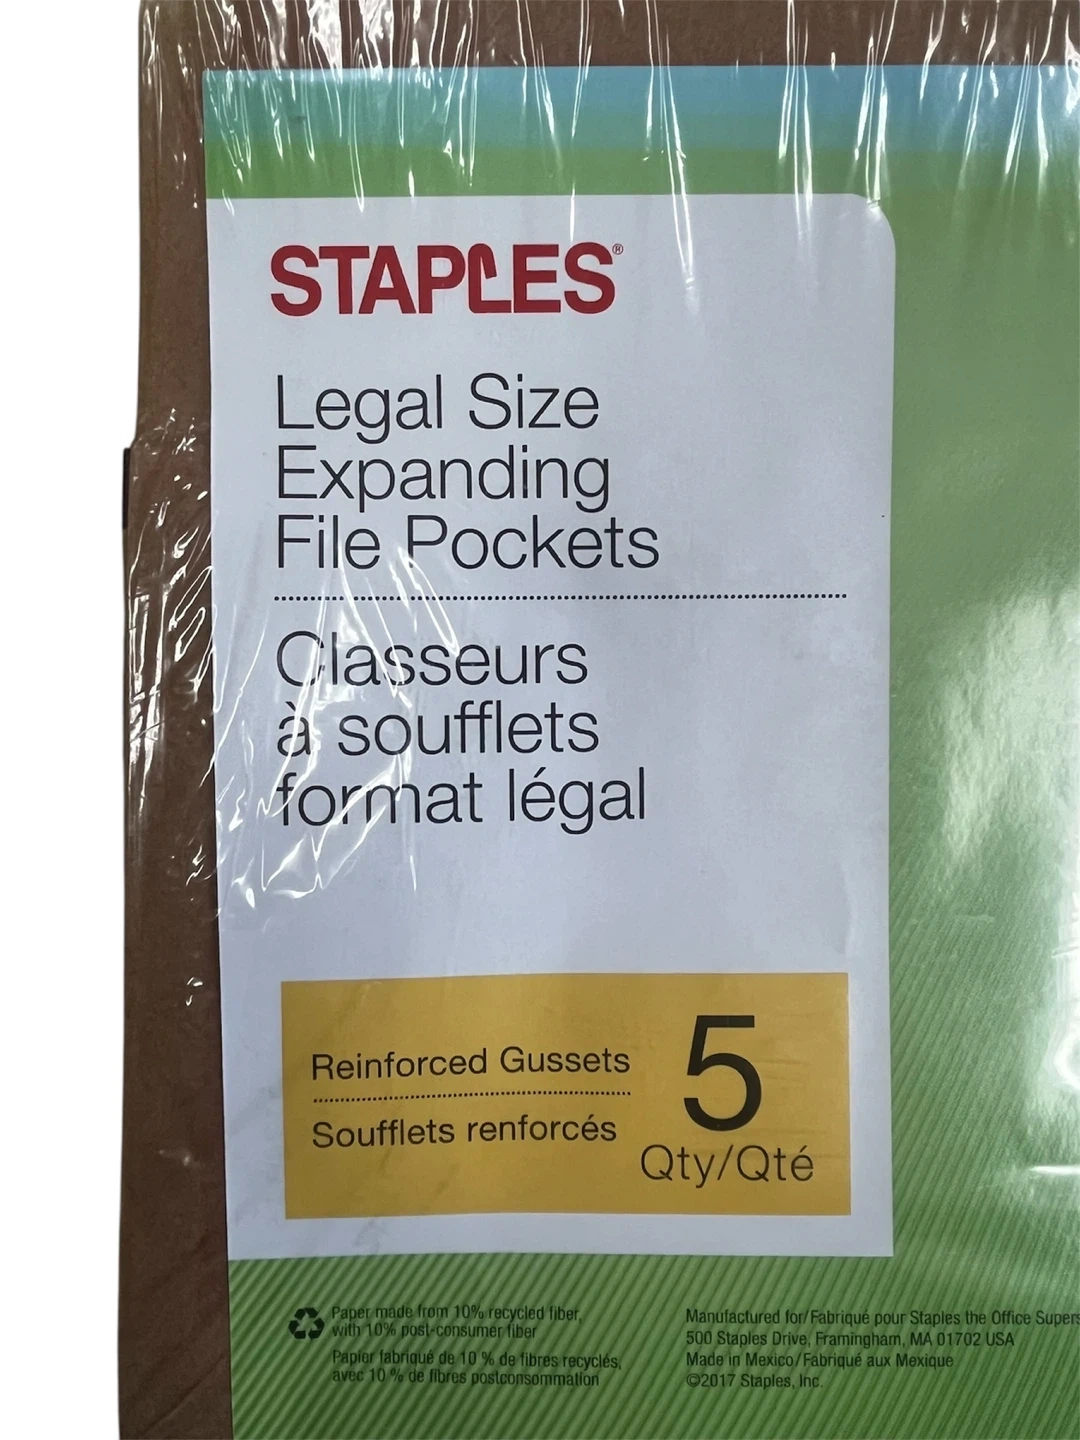 STAPLES®
Legal Size
Expanding
File Pockets
Classeurs
à soufflets
format légal
Reinforced Gussets
Soufflets renforcés
5
Qty/Qté
Paper made from 10% recycled fiber,
with 10% post-consumer fiber
Papier fabriqué de 10 % de fibres recyclés,
avec 10 % de fibres postconsommation
Manufactured for/Fabriqué pour Staples the Office Supers
500 Staples Drive, Framingham, MA 01702 USA
Made in Mexico/Fabriqué aux Mexique
©2017 Staples, Inc.